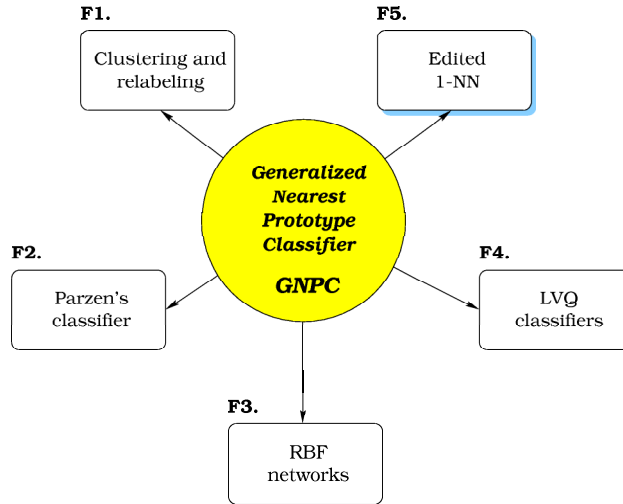 F1.
Clustering and
relabeling
F5.
Edited
1-NN
Generalized
Nearest
Prototype
Classifier
GNPC
F2.
Parzen's
classifier
F4.
LVQ
classifiers
F3.
RBF
networks